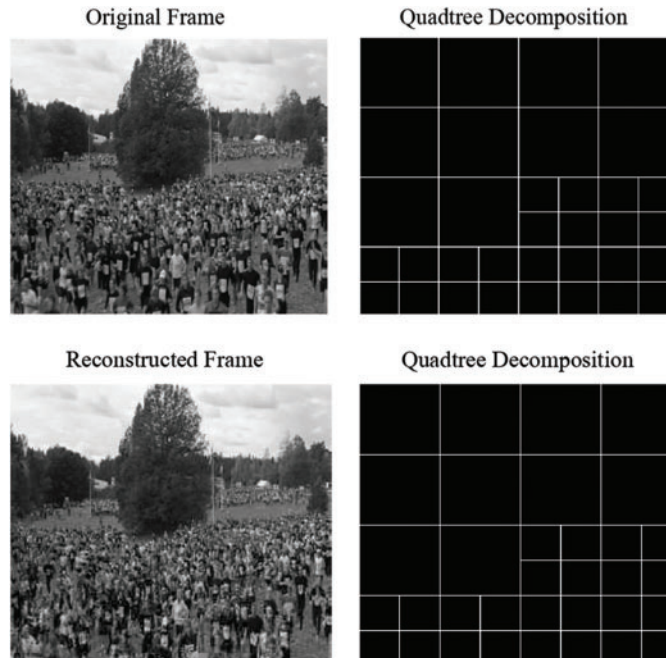 Original Frame
Quadtree Decomposition
Reconstructed Frame
Quadtree Decomposition